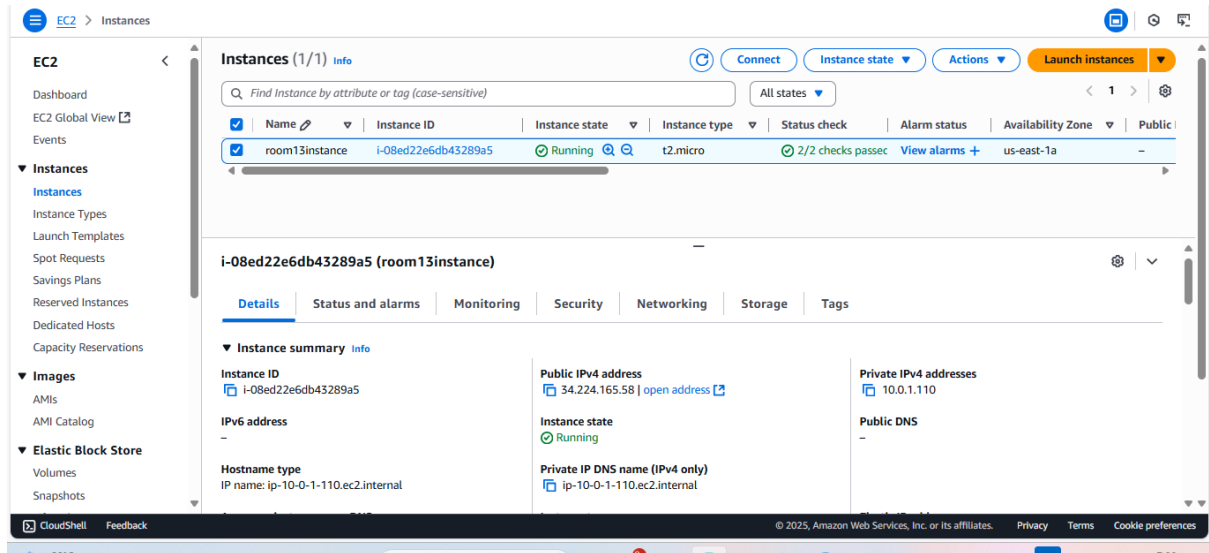 EC2 > Instances
EC2
Dashboard
EC2 Global View
Events
Instances
Instances
Instance Types
Launch Templates
Spot Requests
Savings Plans
Reserved Instances
Dedicated Hosts
Capacity Reservations
Images
AMIs
AMI Catalog
Elastic Block Store
Volumes
Snapshots
Instances (1/1) Info
Connect Instance state Actions Launch instances
Find Instance by attribute or tag (case-sensitive) All states 1
Name Instance ID Instance state Instance type Status check Alarm status Availability Zone Public
room13instance i-08ed22e6db43289a5 Running t2.micro 2/2 checks passec View alarms + us-east-1a –
i-08ed22e6db43289a5 (room13instance)
Details Status and alarms Monitoring Security Networking Storage Tags
Instance summary Info
Instance ID Public IPv4 address Private IPv4 addresses
i-08ed22e6db43289a5 34.224.165.58 | open address 10.0.1.110
IPv6 address Instance state Public DNS
– Running –
Hostname type Private IP DNS name (IPv4 only)
IP name: ip-10-0-1-110.ec2.internal ip-10-0-1-110.ec2.internal
CloudShell Feedback © 2025, Amazon Web Services, Inc. or its affiliates. Privacy Terms Cookie preferences